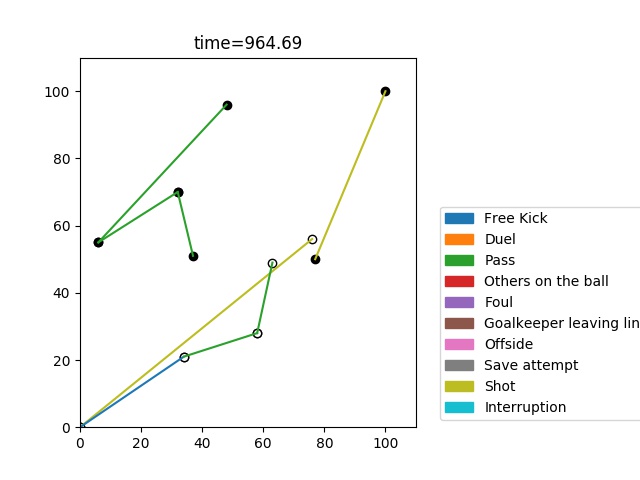 time=964.69
100
80
60
40
20
0
0 20 40 60 80 100
Free Kick
Duel
Pass
Others on the ball
Foul
Goalkeeper leaving lin
Offside
Save attempt
Shot
Interruption